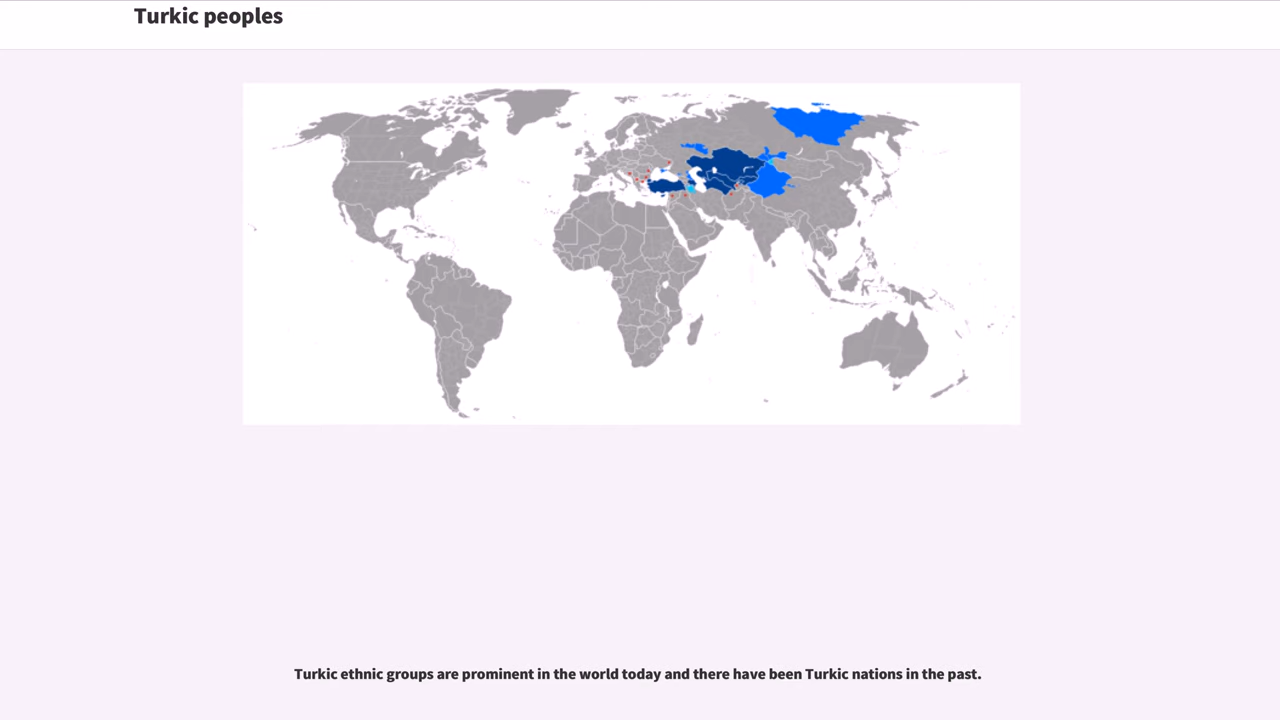 Turkic peoples
Turkic ethnic groups are prominent in the world today and there have been Turkic nations in the past.